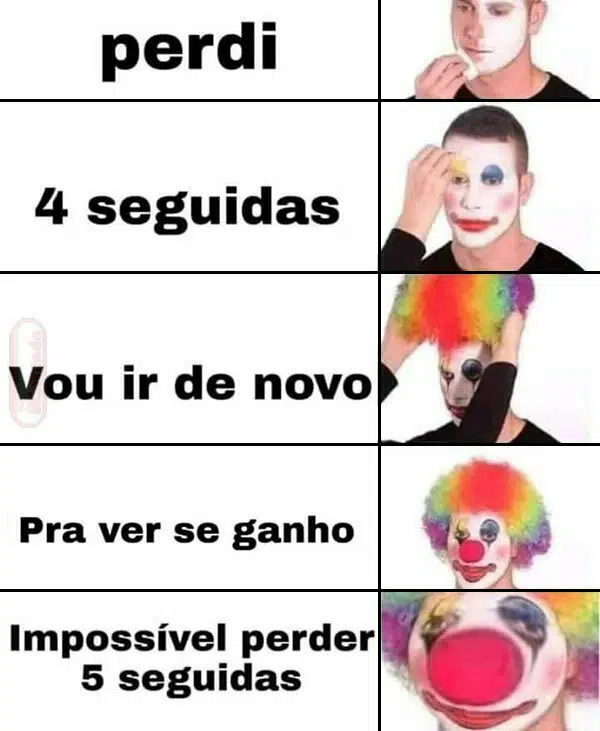 perdi
4 seguidas
Vou ir de novo
Pra ver se ganho
Impossível perder
5 seguidas